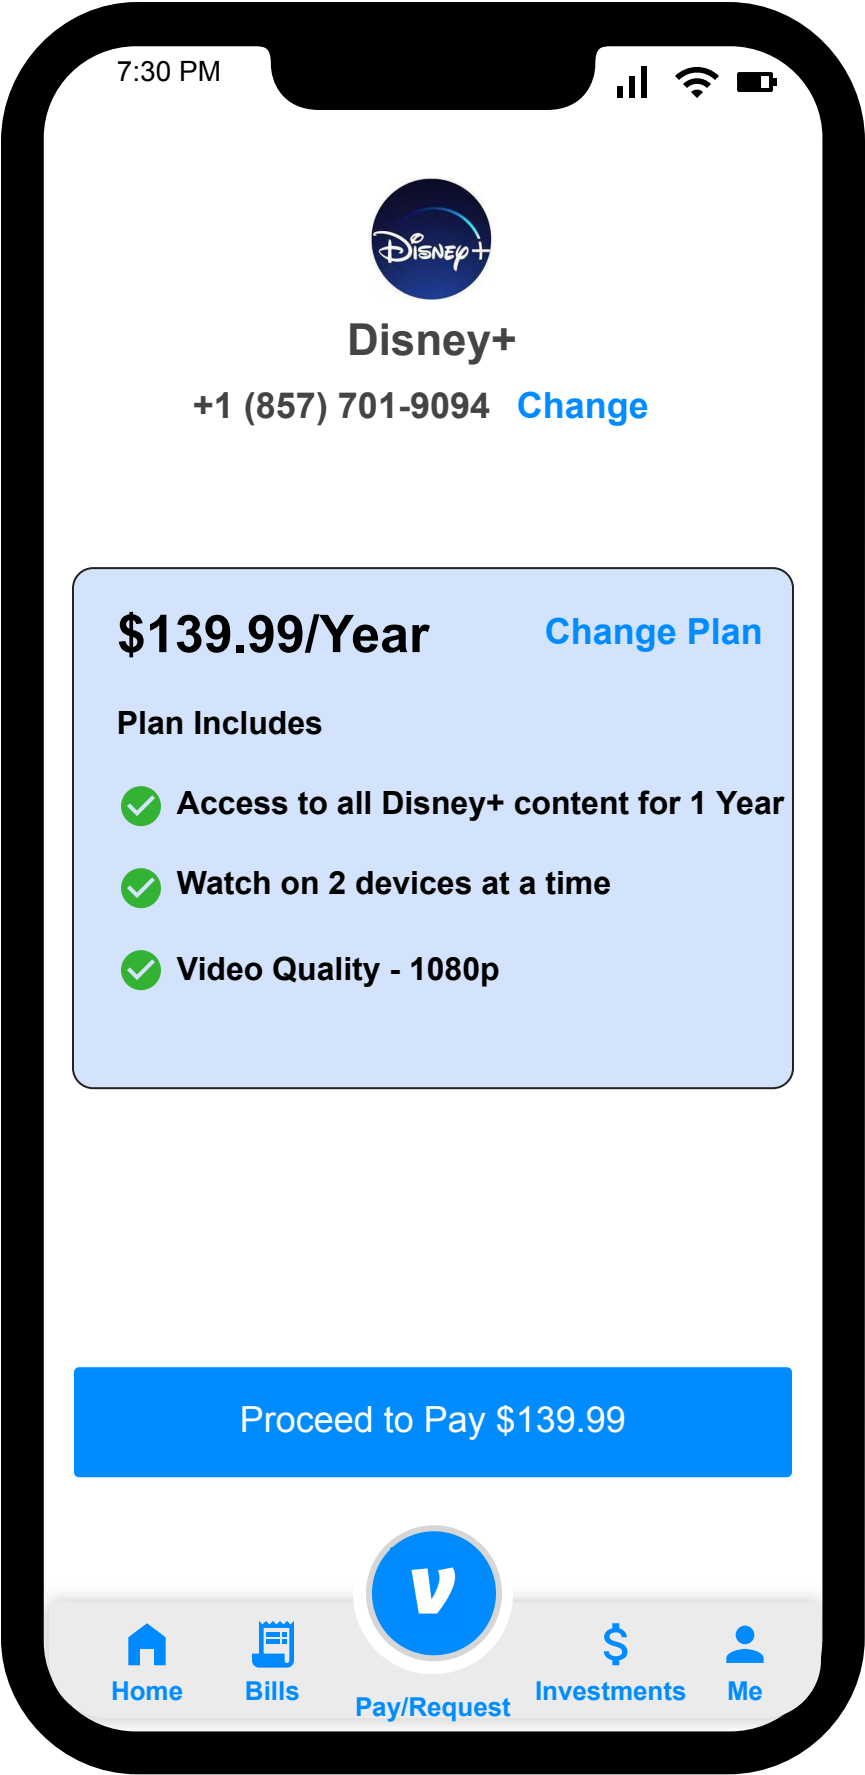 7:30 PM
Disney+
Disney+
+1 (857) 701-9094 Change
$139.99/Year Change Plan
Plan Includes
Access to all Disney+ content for 1 Year
Watch on 2 devices at a time
Video Quality - 1080p
Proceed to Pay $139.99
V
Home Bills Pay/Request Investments Me